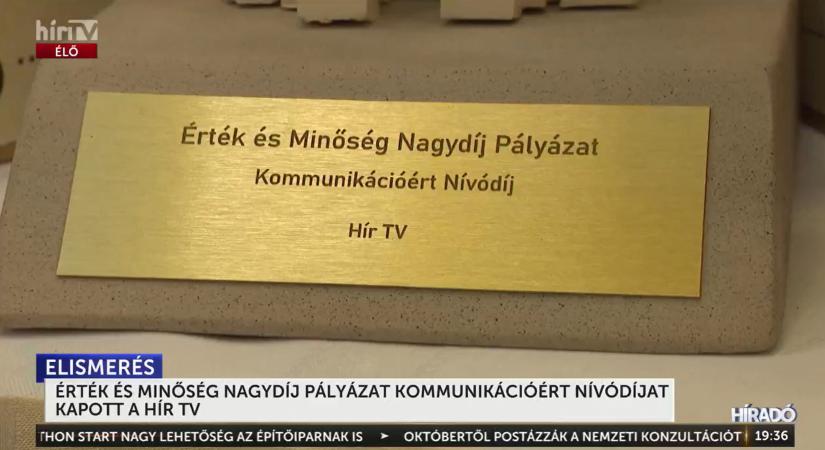 hírTV
ÉLŐ
Érték és Minőség Nagydíj Pályázat
Kommunikációért Nívódíj
Hír TV
ELISMERÉS
ÉRTÉK ÉS MINŐSÉG NAGYDÍJ PÁLYÁZAT KOMMUNIKÁCIÓÉRT NÍVÓDÍJAT
KAPOTT A HÍR TV
HÍRADÓ
THON START NAGY LEHETŐSÉG AZ ÉPÍTŐIPARNAK IS ➤ OKTÓBERTŐL POSTÁZZÁK A NEMZETI KONZULTÁCIÓT 19:36